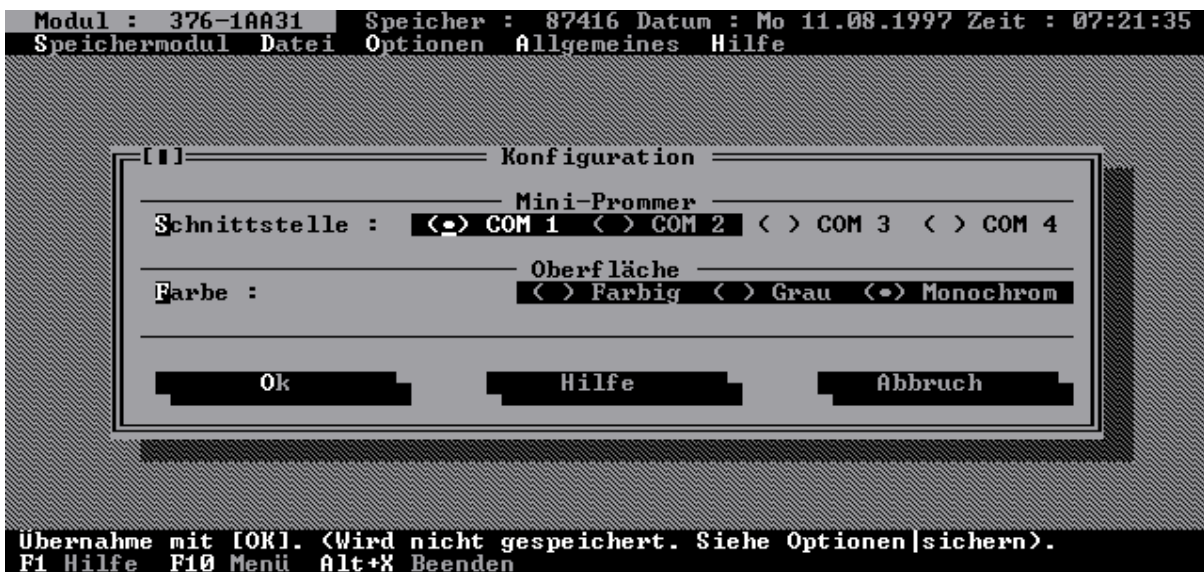 Modul : 376-1AA31 Speicher : 87416 Datum : Mo 11.08.1997 Zeit : 07:21:35
Speichermodul Datei Optionen Allgemeines Hilfe
[▮] Konfiguration
Mini-Prommer
Schnittstelle : (•) COM 1 ( ) COM 2 ( ) COM 3 ( ) COM 4
Oberfläche
Farbe : ( ) Farbig ( ) Grau (•) Monochrom
Ok Hilfe Abbruch
Übernahme mit [OK]. (Wird nicht gespeichert. Siehe Optionen|sichern).
F1 Hilfe F10 Menü Alt+X Beenden